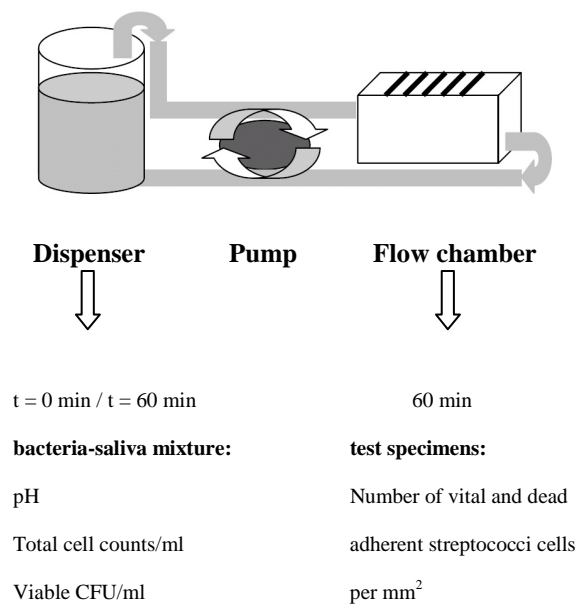 Dispenser Pump Flow chamber
t = 0 min / t = 60 min
bacteria-saliva mixture:
pH
Total cell counts/ml
Viable CFU/ml
60 min
test specimens:
Number of vital and dead
adherent streptococci cells
per mm²